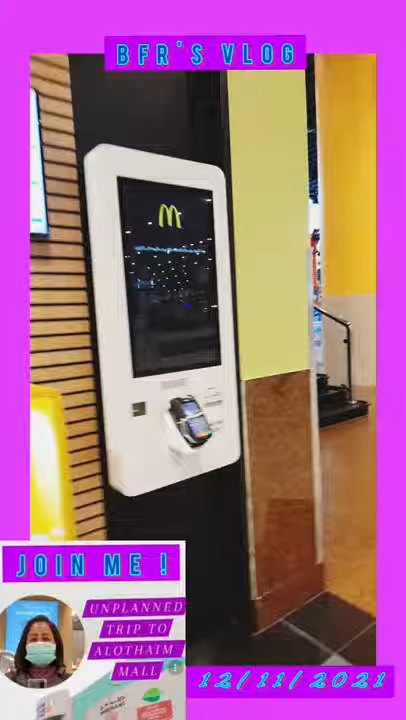 BFR'S VLOG
JOIN ME !
UNPLANNED
TRIP TO
ALOTHAIM
MALL
12/11/2021